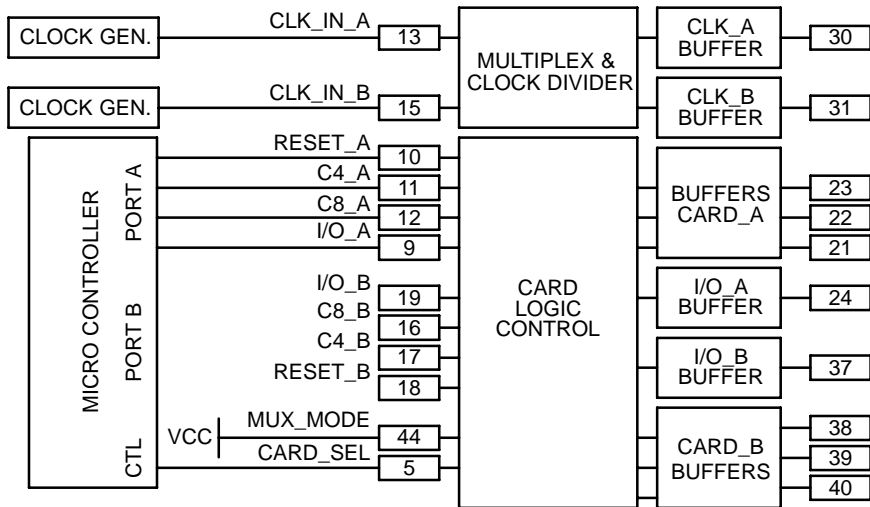 CLOCK GEN.
CLK_IN_A
13
MULTIPLEX &
CLOCK DIVIDER
CLK_A
BUFFER
30
CLOCK GEN.
CLK_IN_B
15
CLK_B
BUFFER
31
MICRO CONTROLLER
PORT A
PORT B
CTL
RESET_A
10
C4_A
11
C8_A
12
I/O_A
9
I/O_B
19
C8_B
16
C4_B
17
RESET_B
18
VCC
MUX_MODE
44
CARD_SEL
5
CARD
LOGIC
CONTROL
BUFFERS
CARD_A
23
22
21
I/O_A
BUFFER
24
I/O_B
BUFFER
37
CARD_B
BUFFERS
38
39
40